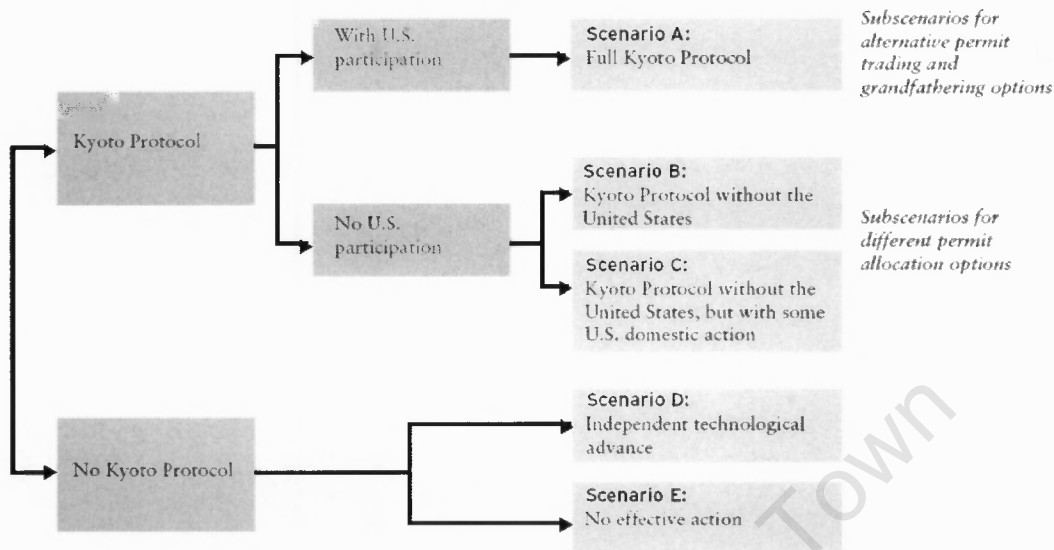 With U.S.
participation
Scenario A:
Full Kyoto Protocol
Subscenarios for
alternative permit
trading and
grandfathering options
Kyoto Protocol
No U.S.
participation
Scenario B:
Kyoto Protocol without the
United States
Scenario C:
Kyoto Protocol without the
United States, but with some
U.S. domestic action
Subscenarios for
different permit
allocation options
No Kyoto Protocol
Scenario D:
Independent technological
advance
Scenario E:
No effective action
Town